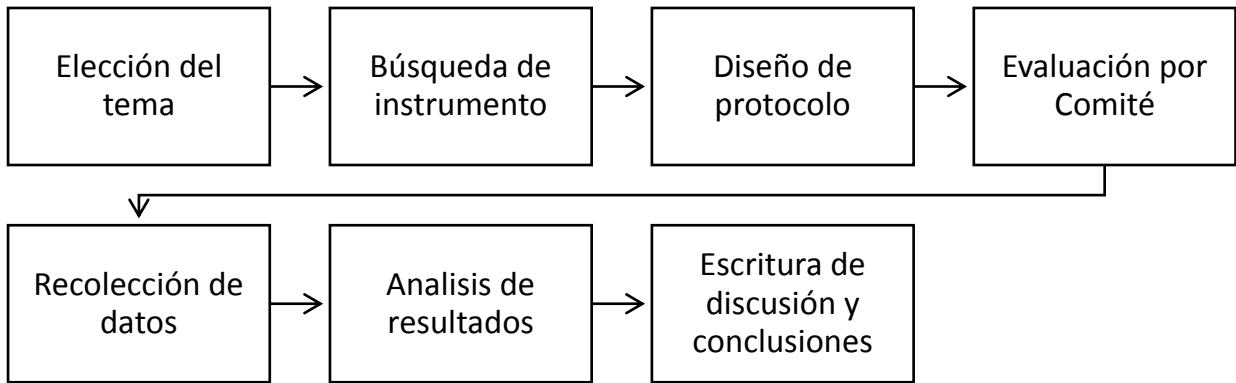 Elección del
tema
Búsqueda de
instrumento
Diseño de
protocolo
Evaluación por
Comité
Recolección de
datos
Analisis de
resultados
Escritura de
discusión y
conclusiones